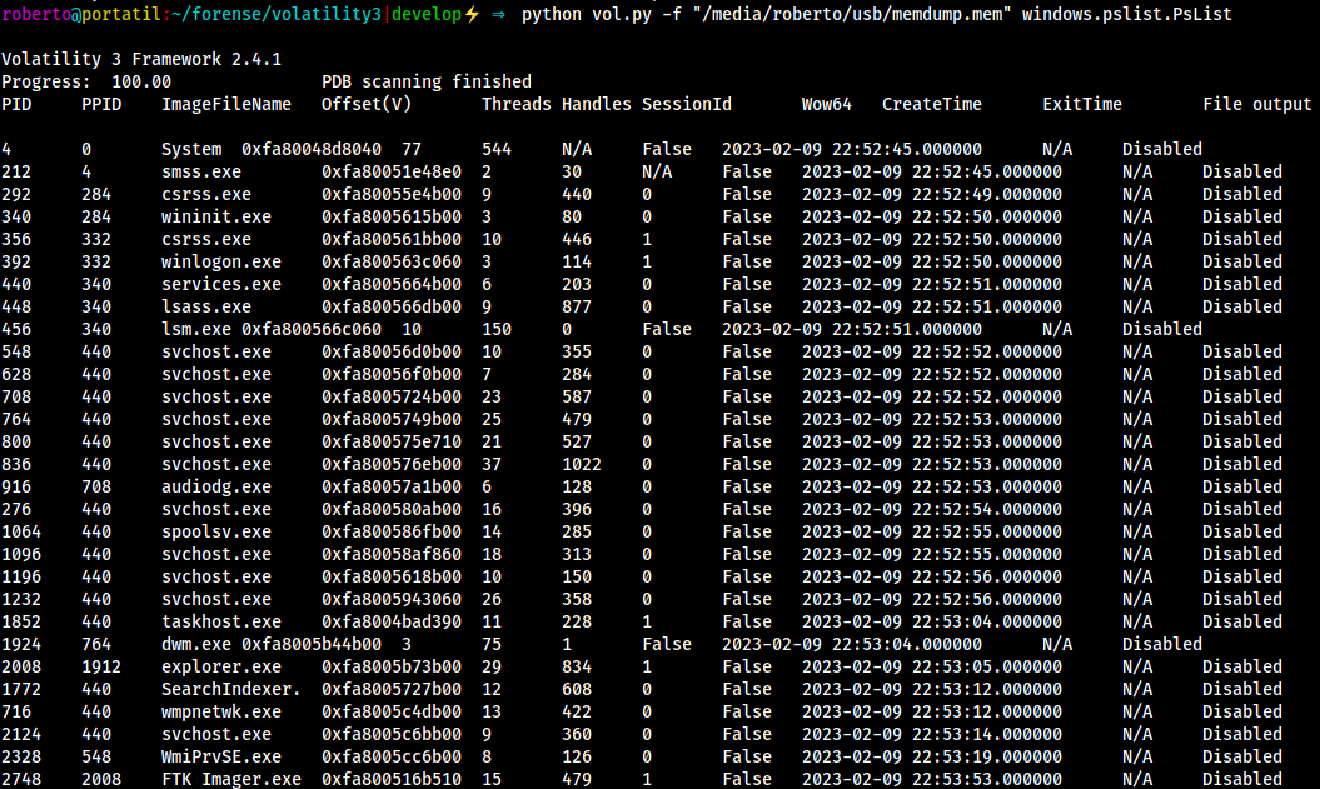 roberto@portatil:~/forense/volatility3|develop⚡ ⇒ python vol.py -f "/media/roberto/usb/memdump.mem" windows.pslist.PsList
Volatility 3 Framework 2.4.1
Progress: 100.00 PDB scanning finished
PID PPID ImageFileName Offset(V) Threads Handles SessionId Wow64 CreateTime ExitTime File output
4 0 System 0xfa80048d8040 77 544 N/A False 2023-02-09 22:52:45.000000 N/A Disabled
212 4 smss.exe 0xfa80051e48e0 2 30 N/A False 2023-02-09 22:52:45.000000 N/A Disabled
292 284 csrss.exe 0xfa80055e4b00 9 440 0 False 2023-02-09 22:52:49.000000 N/A Disabled
340 284 wininit.exe 0xfa8005615b00 3 80 0 False 2023-02-09 22:52:50.000000 N/A Disabled
356 332 csrss.exe 0xfa800561bb00 10 446 1 False 2023-02-09 22:52:50.000000 N/A Disabled
392 332 winlogon.exe 0xfa800563c060 3 114 1 False 2023-02-09 22:52:50.000000 N/A Disabled
440 340 services.exe 0xfa8005664b00 6 203 0 False 2023-02-09 22:52:51.000000 N/A Disabled
448 340 lsass.exe 0xfa800566db00 9 877 0 False 2023-02-09 22:52:51.000000 N/A Disabled
456 340 lsm.exe 0xfa800566c060 10 150 0 False 2023-02-09 22:52:51.000000 N/A Disabled
548 440 svchost.exe 0xfa80056d0b00 10 355 0 False 2023-02-09 22:52:52.000000 N/A Disabled
628 440 svchost.exe 0xfa80056f0b00 7 284 0 False 2023-02-09 22:52:52.000000 N/A Disabled
708 440 svchost.exe 0xfa8005724b00 23 587 0 False 2023-02-09 22:52:52.000000 N/A Disabled
764 440 svchost.exe 0xfa8005749b00 25 479 0 False 2023-02-09 22:52:53.000000 N/A Disabled
800 440 svchost.exe 0xfa800575e710 21 527 0 False 2023-02-09 22:52:53.000000 N/A Disabled
836 440 svchost.exe 0xfa800576eb00 37 1022 0 False 2023-02-09 22:52:53.000000 N/A Disabled
916 708 audiodg.exe 0xfa80057a1b00 6 128 0 False 2023-02-09 22:52:53.000000 N/A Disabled
276 440 svchost.exe 0xfa800580ab00 16 396 0 False 2023-02-09 22:52:54.000000 N/A Disabled
1064 440 spoolsv.exe 0xfa800586fb00 14 285 0 False 2023-02-09 22:52:55.000000 N/A Disabled
1096 440 svchost.exe 0xfa80058af860 18 313 0 False 2023-02-09 22:52:55.000000 N/A Disabled
1196 440 svchost.exe 0xfa8005618b00 10 150 0 False 2023-02-09 22:52:56.000000 N/A Disabled
1232 440 svchost.exe 0xfa8005943060 26 358 0 False 2023-02-09 22:52:56.000000 N/A Disabled
1852 440 taskhost.exe 0xfa8004bad390 11 228 1 False 2023-02-09 22:53:04.000000 N/A Disabled
1924 764 dwm.exe 0xfa8005b44b00 3 75 1 False 2023-02-09 22:53:04.000000 N/A Disabled
2008 1912 explorer.exe 0xfa8005b73b00 29 834 1 False 2023-02-09 22:53:05.000000 N/A Disabled
1772 440 SearchIndexer. 0xfa8005727b00 12 608 0 False 2023-02-09 22:53:12.000000 N/A Disabled
716 440 wmpnetwk.exe 0xfa8005c4db00 13 422 0 False 2023-02-09 22:53:12.000000 N/A Disabled
2124 440 svchost.exe 0xfa8005c6bb00 9 360 0 False 2023-02-09 22:53:14.000000 N/A Disabled
2328 548 WmiPrvSE.exe 0xfa8005cc6b00 8 126 0 False 2023-02-09 22:53:19.000000 N/A Disabled
2748 2008 FTK Imager.exe 0xfa800516b510 15 479 1 False 2023-02-09 22:53:53.000000 N/A Disabled